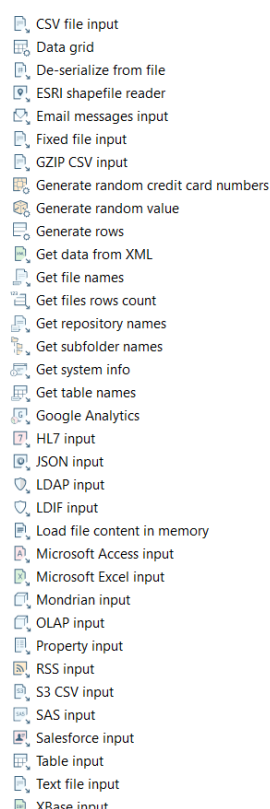 CSV file input
Data grid
De-serialize from file
ESRI shapefile reader
Email messages input
Fixed file input
GZIP CSV input
Generate random credit card numbers
Generate random value
Generate rows
Get data from XML
Get file names
Get files rows count
Get repository names
Get subfolder names
Get system info
Get table names
Google Analytics
HL7 input
JSON input
LDAP input
LDIF input
Load file content in memory
Microsoft Access input
Microsoft Excel input
Mondrian input
OLAP input
Property input
RSS input
S3 CSV input
SAS input
Salesforce input
Table input
Text file input
XBase input